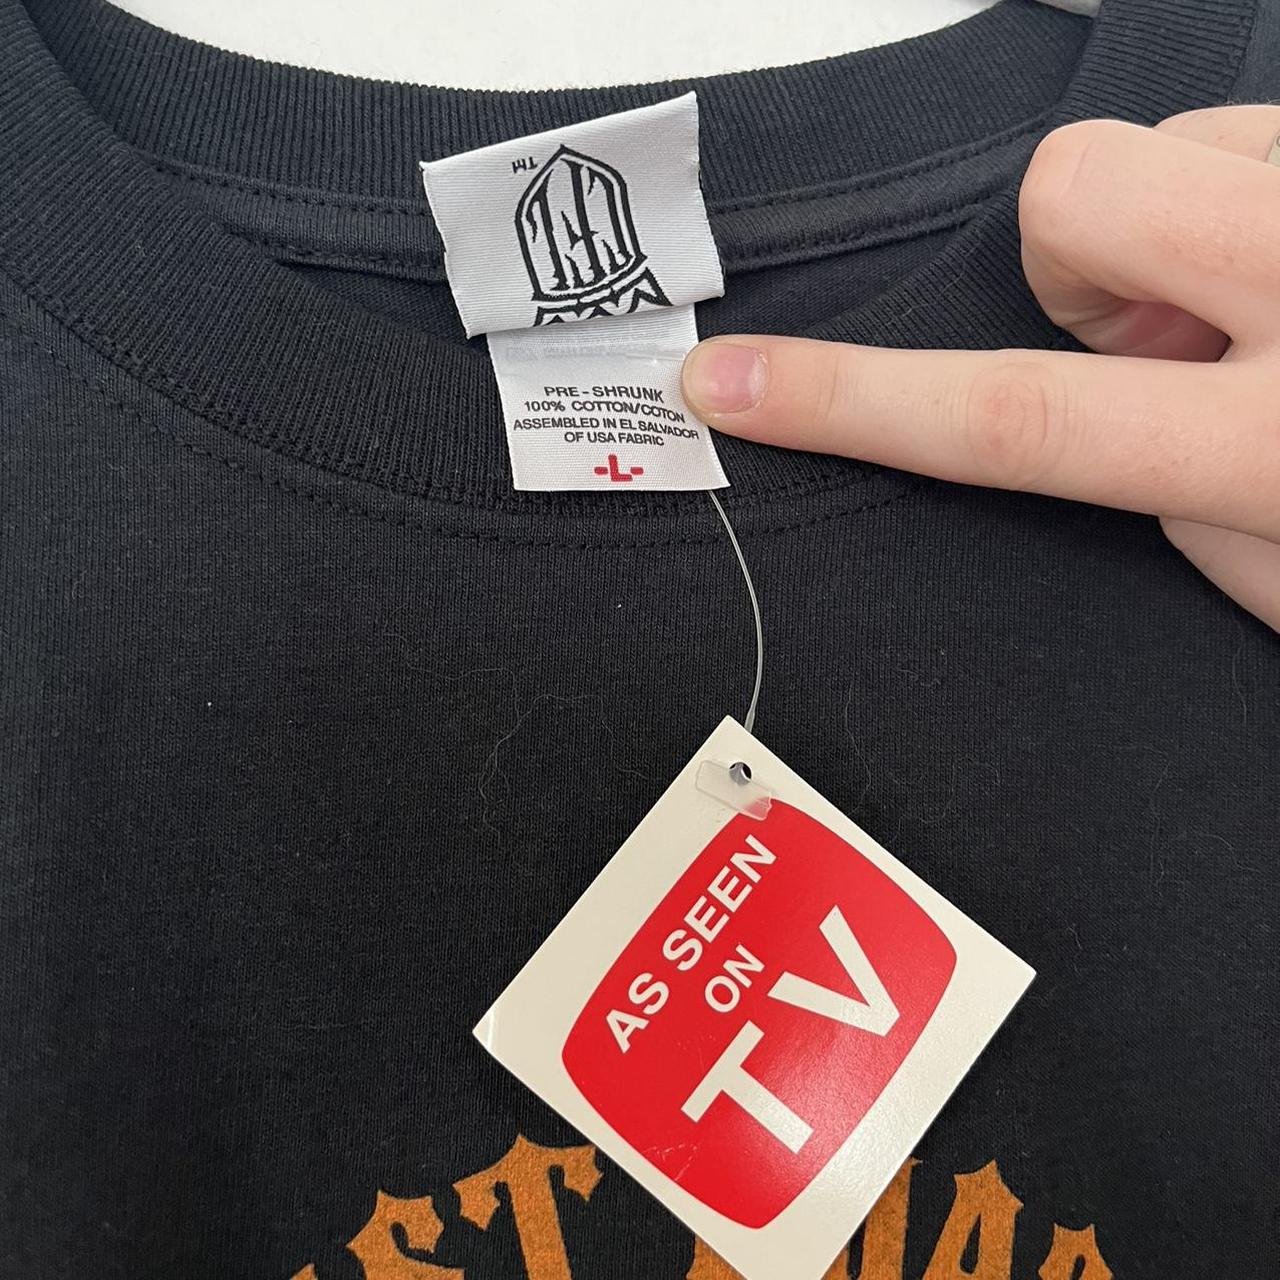 TM
PRE-SHRUNK
100% COTTON/COTON
ASSEMBLED IN EL SALVADOR
OF USA FABRIC
-L-
AS SEEN
ON
TV